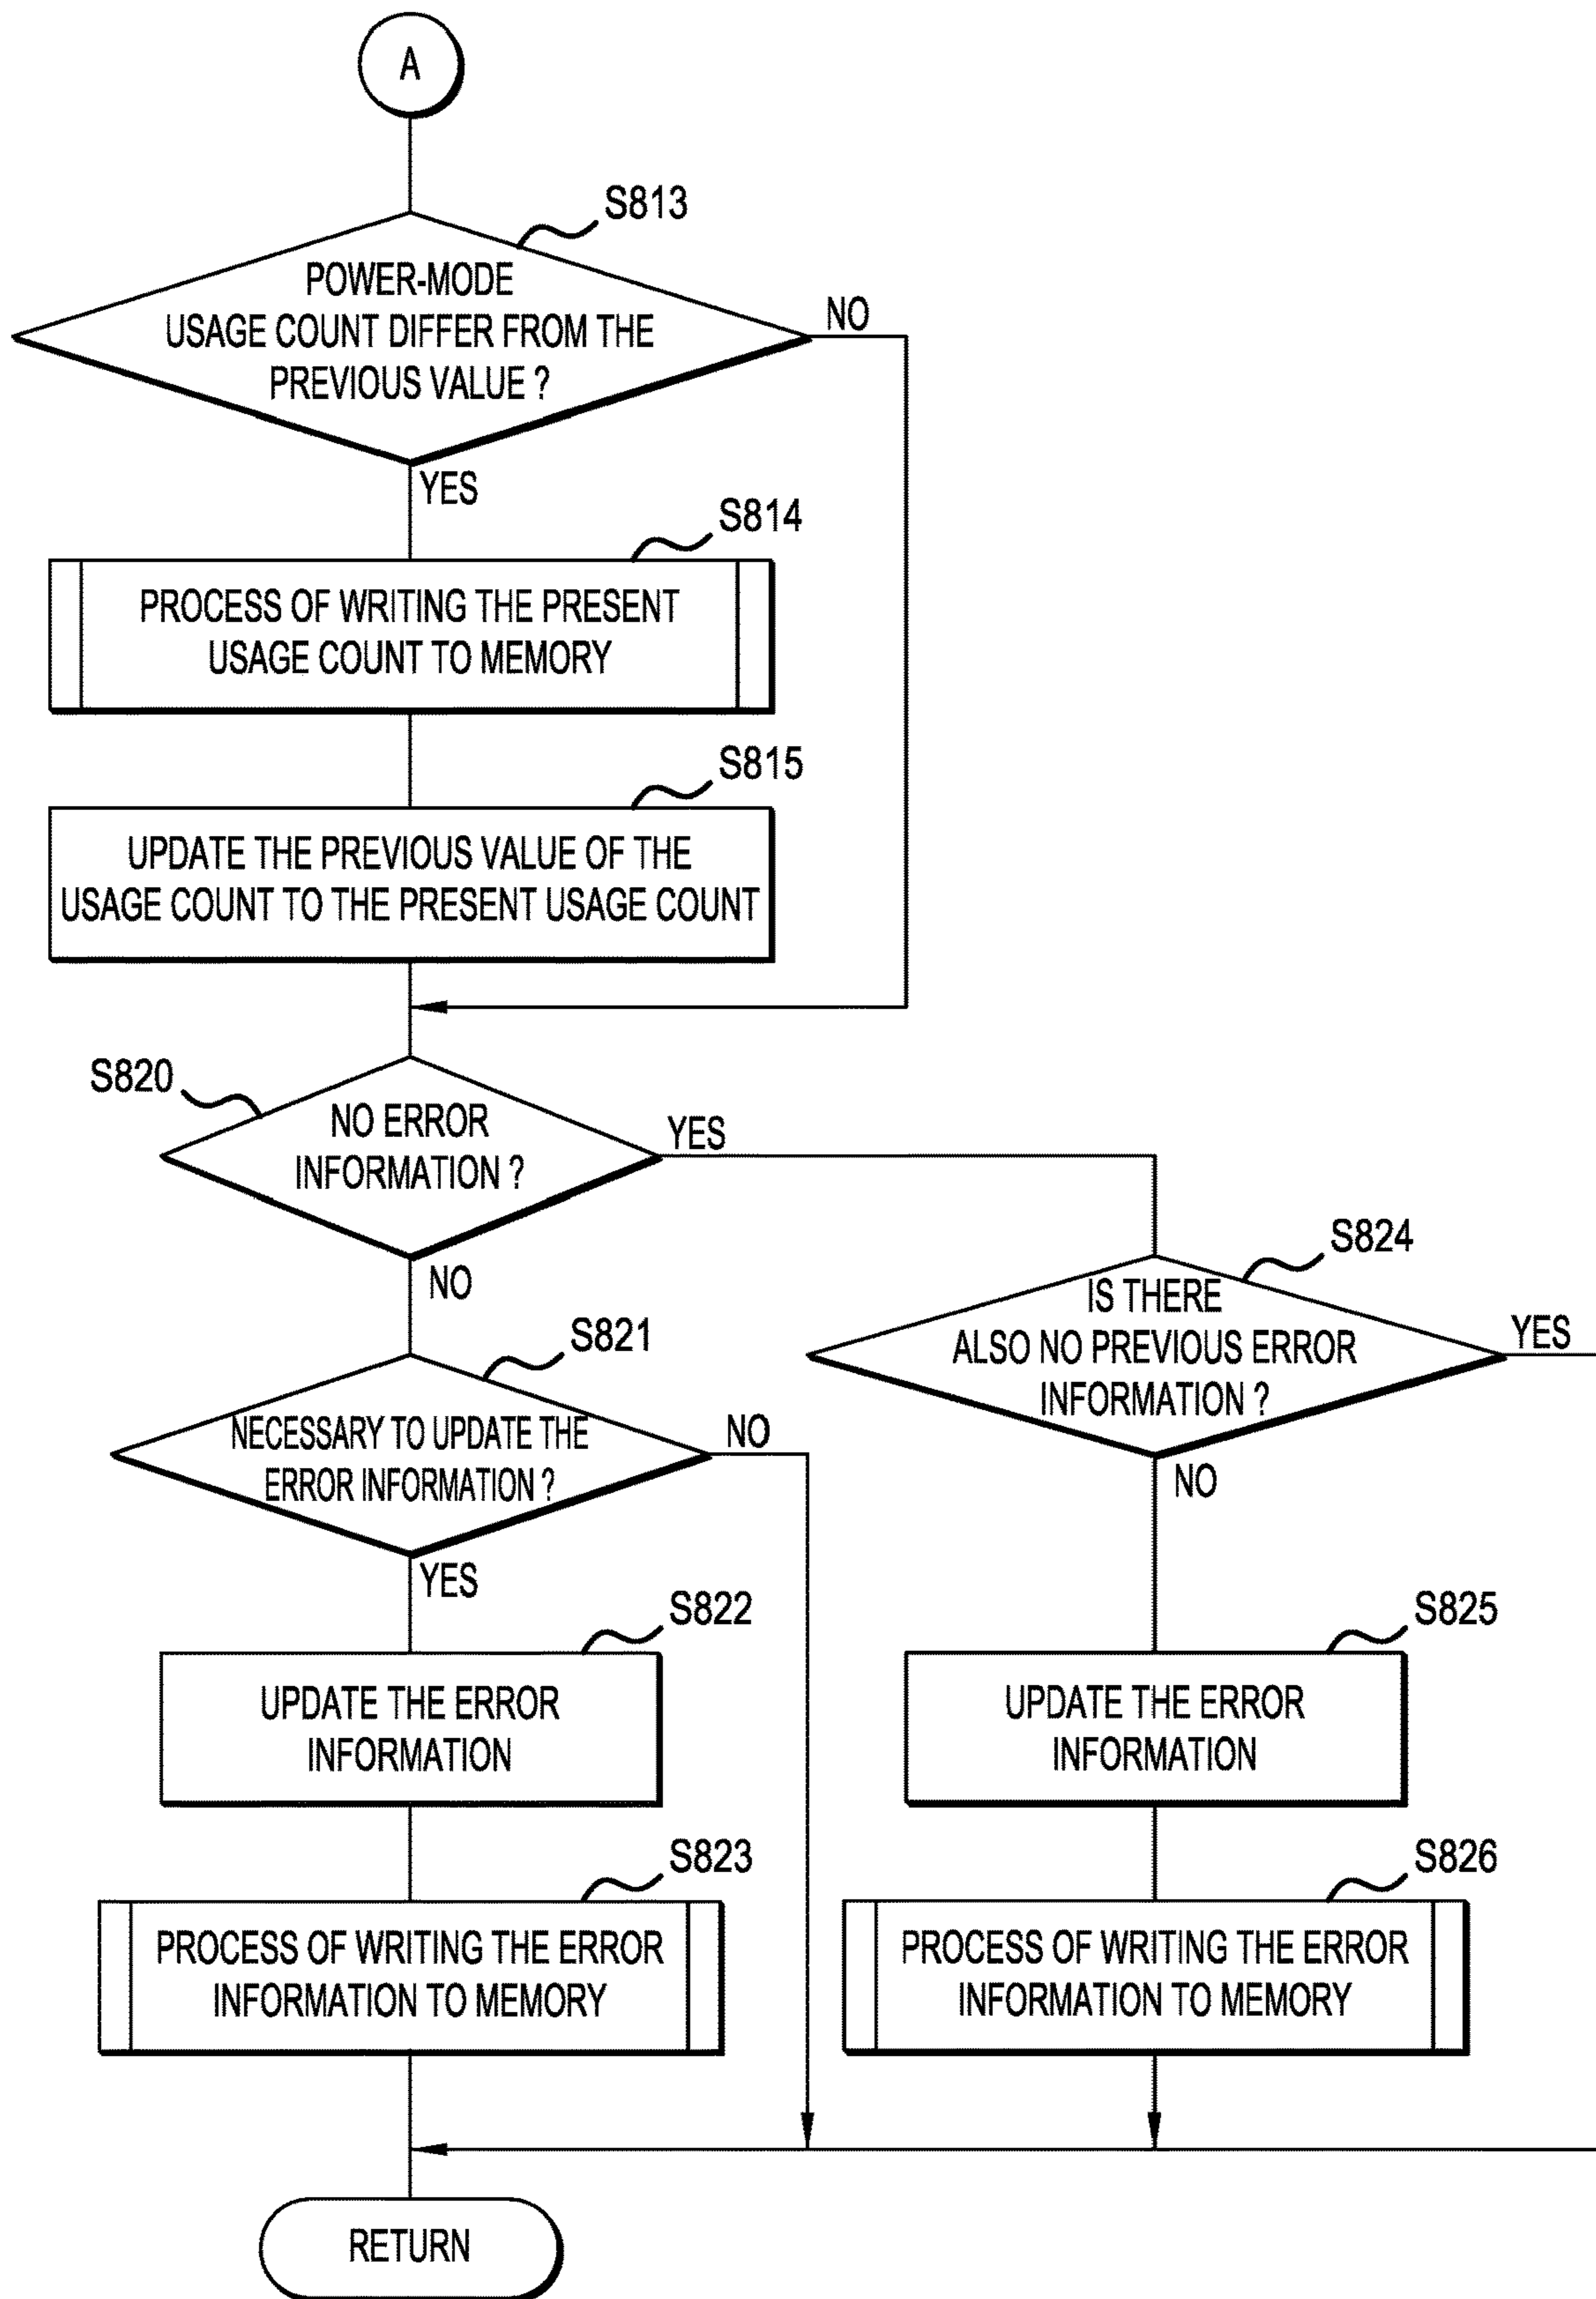 A
S813
POWER-MODE
USAGE COUNT DIFFER FROM THE
PREVIOUS VALUE ?
NO
YES
S814
PROCESS OF WRITING THE PRESENT
USAGE COUNT TO MEMORY
S815
UPDATE THE PREVIOUS VALUE OF THE
USAGE COUNT TO THE PRESENT USAGE COUNT
S820
NO ERROR
INFORMATION ?
YES
NO
S824
IS THERE
ALSO NO PREVIOUS ERROR
INFORMATION ?
YES
NO
S821
NECESSARY TO UPDATE THE
ERROR INFORMATION ?
NO
YES
S822
UPDATE THE ERROR
INFORMATION
S825
UPDATE THE ERROR
INFORMATION
S823
PROCESS OF WRITING THE ERROR
INFORMATION TO MEMORY
S826
PROCESS OF WRITING THE ERROR
INFORMATION TO MEMORY
RETURN